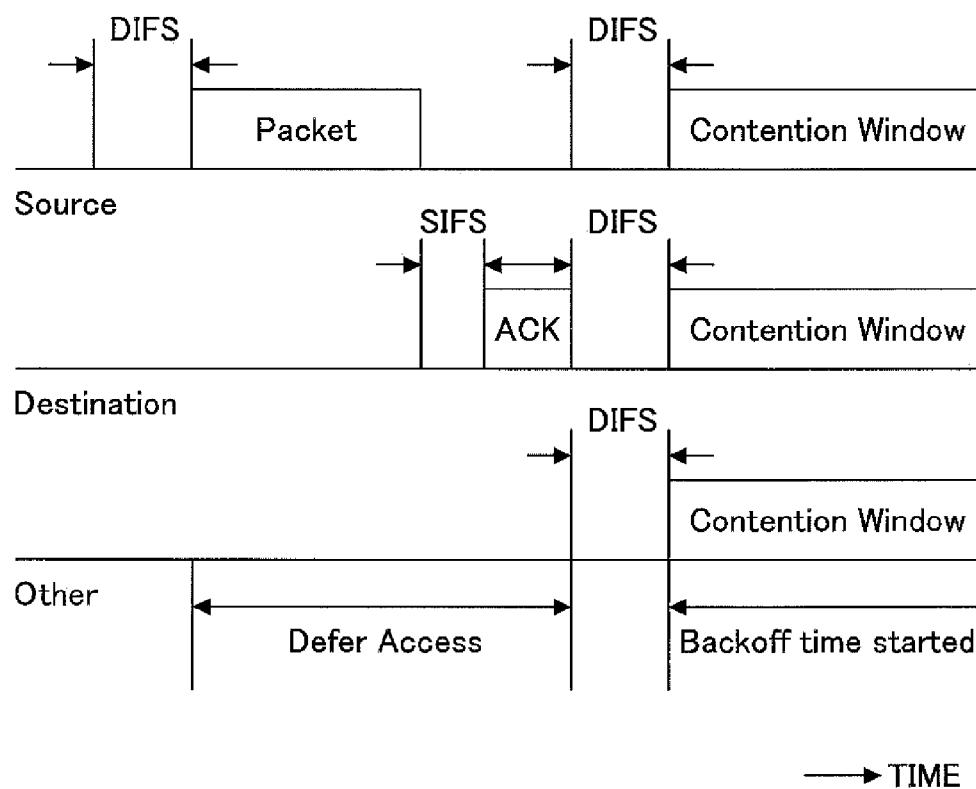 DIFS DIFS
Packet Contention Window
Source
SIFS DIFS
ACK Contention Window
Destination
DIFS
Contention Window
Other
Defer Access Backoff time started
TIME